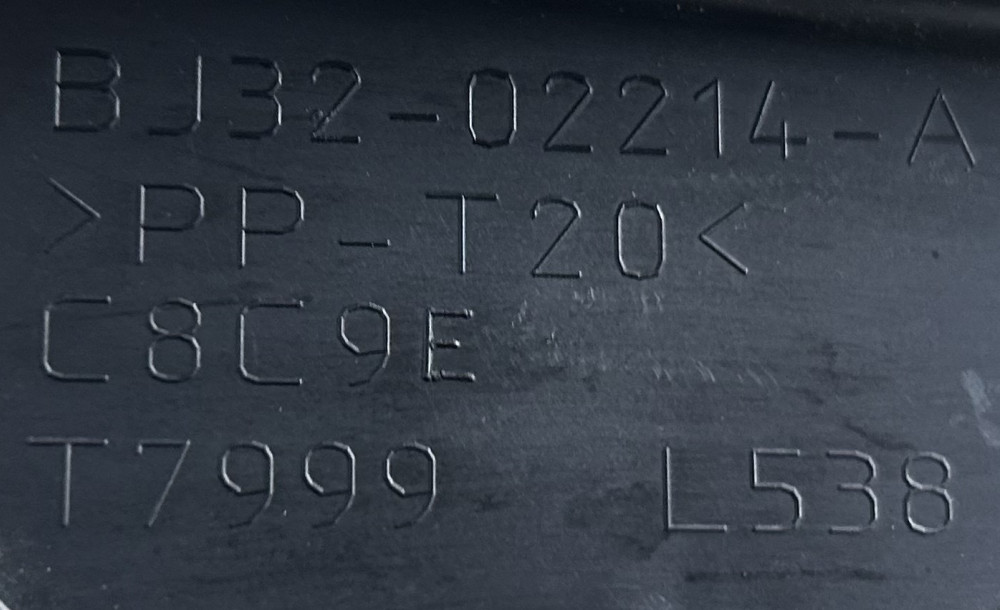 BJ32-02214-A
>PP-T20<
C8C9E
T7999 L538